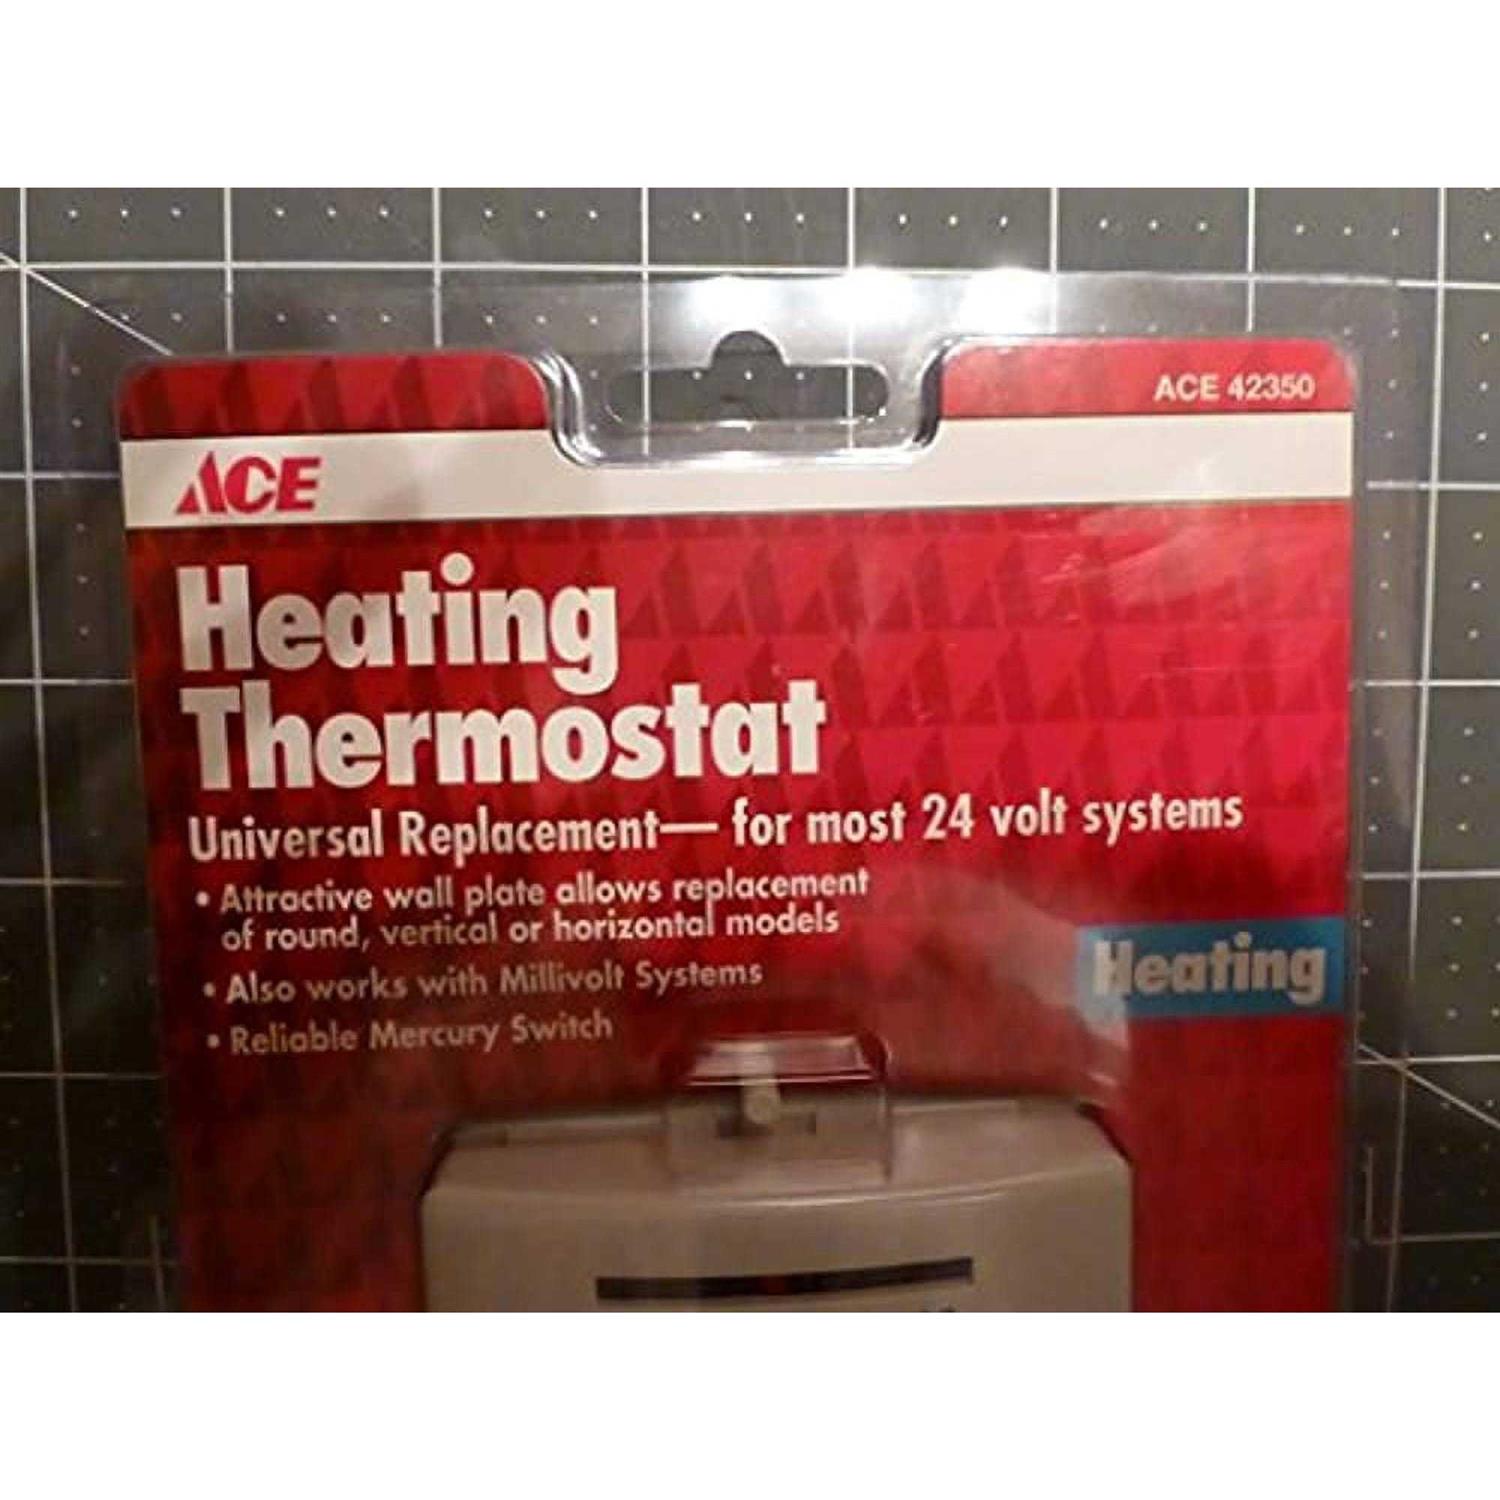 ACE 42350
ACE
Heating
Thermostat
Universal Replacement— for most 24 volt systems
• Attractive wall plate allows replacement
of round, vertical or horizontal models
• Also works with Millivolt Systems
• Reliable Mercury Switch
Heating